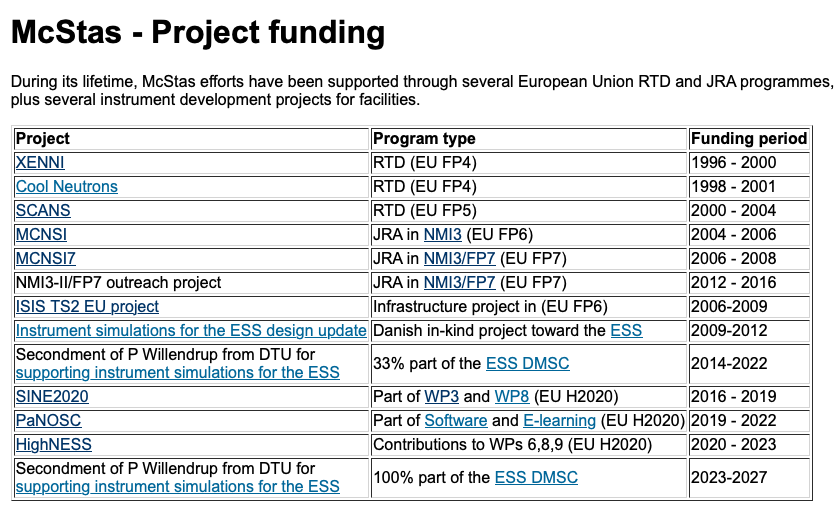 McStas - Project funding
During its lifetime, McStas efforts have been supported through several European Union RTD and JRA programmes,
plus several instrument development projects for facilities.
Project Program type Funding period
XENNI RTD (EU FP4) 1996 - 2000
Cool Neutrons RTD (EU FP4) 1998 - 2001
SCANS RTD (EU FP5) 2000 - 2004
MCNSI JRA in NMI3 (EU FP6) 2004 - 2006
MCNSI7 JRA in NMI3/FP7 (EU FP7) 2006 - 2008
NMI3-II/FP7 outreach project JRA in NMI3/FP7 (EU FP7) 2012 - 2016
ISIS TS2 EU project Infrastructure project in (EU FP6) 2006-2009
Instrument simulations for the ESS design update Danish in-kind project toward the ESS 2009-2012
Secondment of P Willendrup from DTU for
supporting instrument simulations for the ESS 33% part of the ESS DMSC 2014-2022
SINE2020 Part of WP3 and WP8 (EU H2020) 2016 - 2019
PaNOSC Part of Software and E-learning (EU H2020) 2019 - 2022
HighNESS Contributions to WPs 6,8,9 (EU H2020) 2020 - 2023
Secondment of P Willendrup from DTU for
supporting instrument simulations for the ESS 100% part of the ESS DMSC 2023-2027